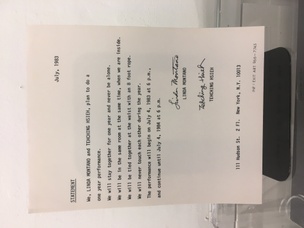 July, 1983
STATEMENT
We, LINDA MONTANO and TEHCHING HSIEH, plan to do a
one year performance.
We will stay together for one year and never be alone.
We will be in the same room at the same time, when we are inside.
We will be tied together at the waist with an 8 foot rope.
We will never touch each other during the year.
The performance will begin on July 4, 1983 at 6 p.m.,
and continue until July 4, 1984 at 6 p.m.
Linda Montano
LINDA MONTANO
Tehching Hsieh
TEHCHING HSIEH
111 Hudson St. 2 Fl. New York, N.Y. 10013